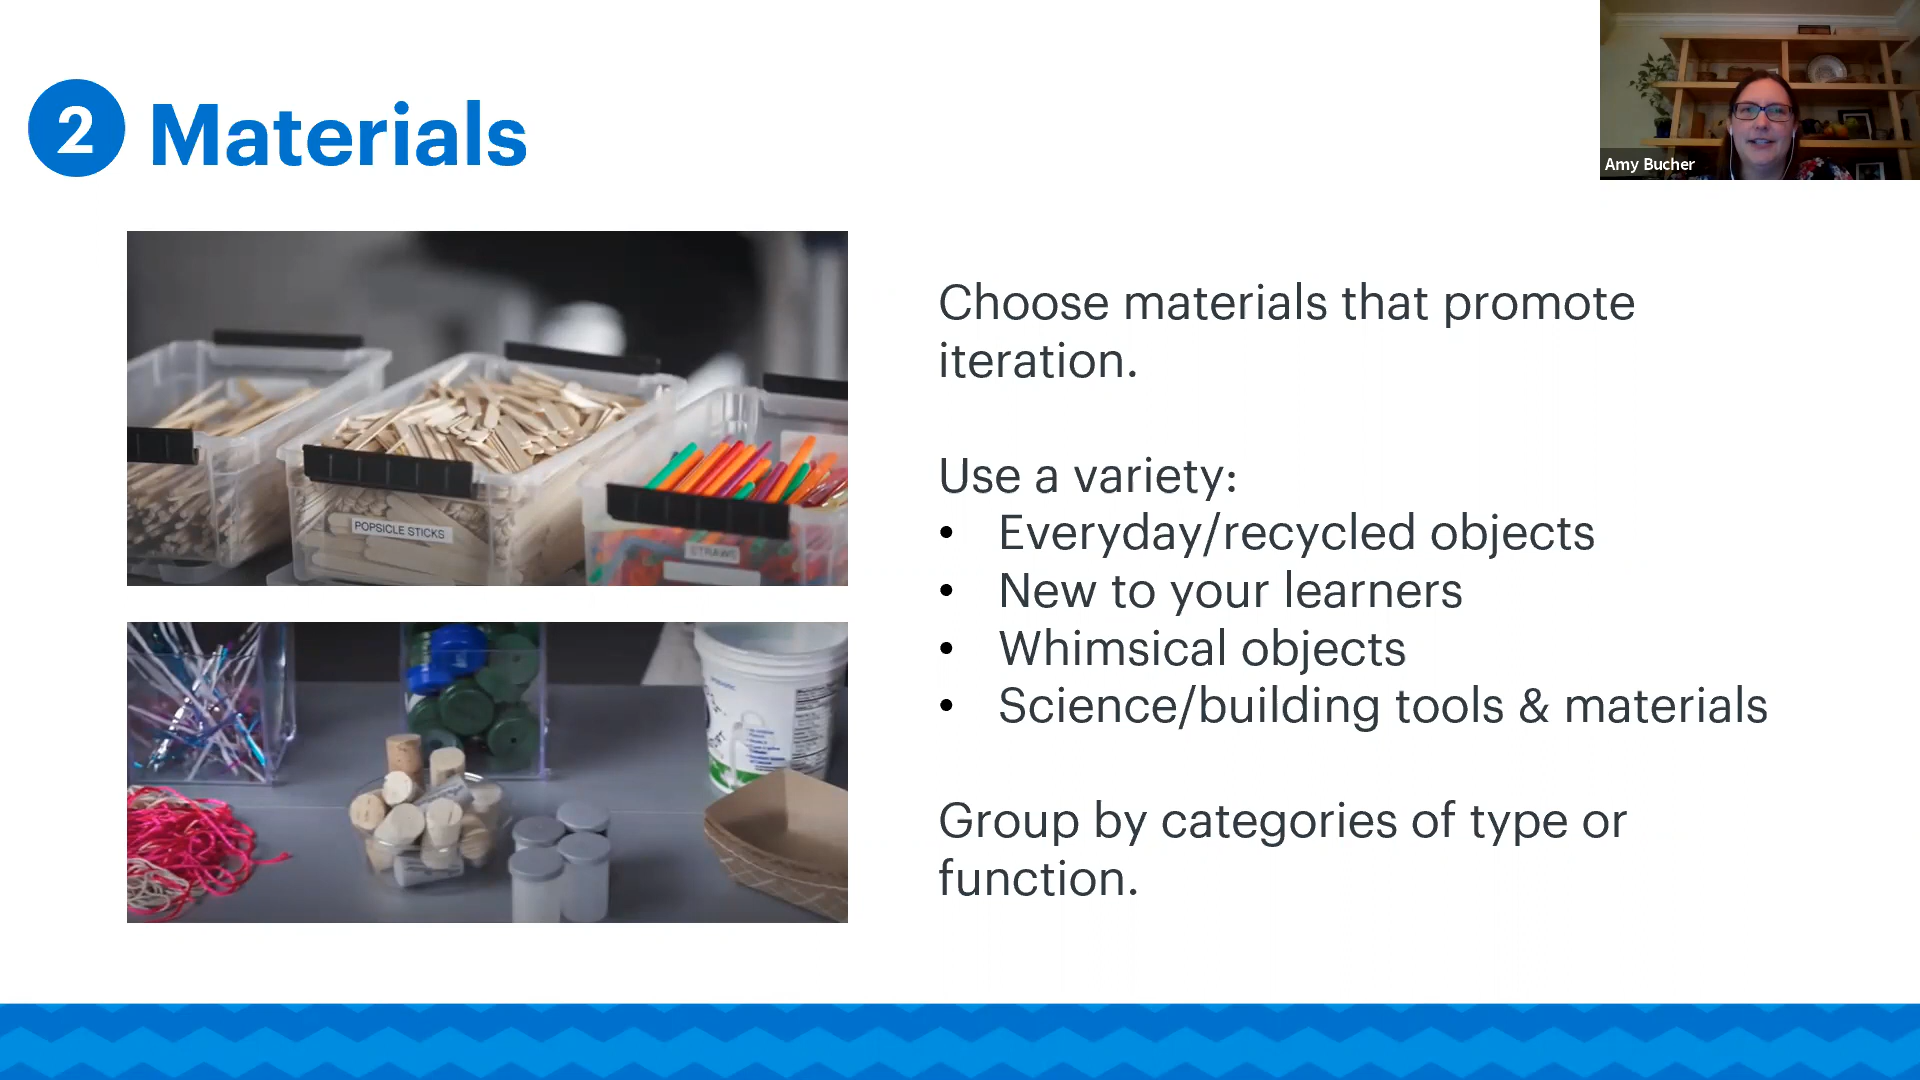 2 Materials
Amy Bucher
Choose materials that promote
iteration.
Use a variety:
• Everyday/recycled objects
• New to your learners
• Whimsical objects
• Science/building tools & materials
Group by categories of type or
function.
POPSICLE STICKS
STRAWS